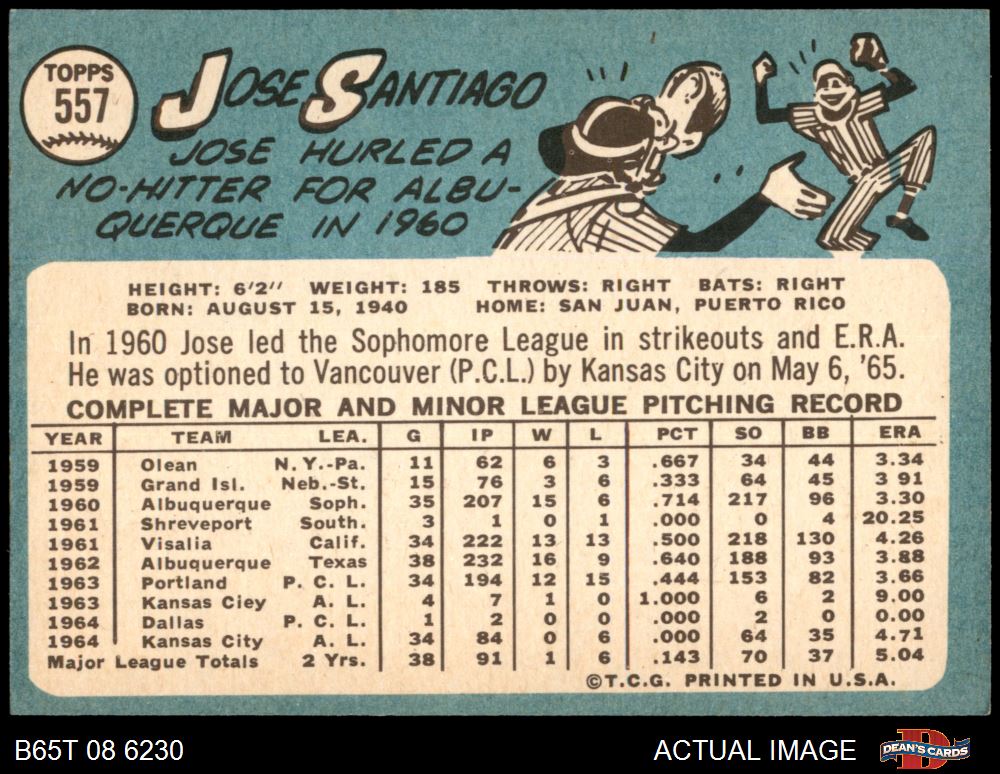 TOPPS
557
JOSE SANTIAGO
JOSE HURLED A
NO-HITTER FOR ALBU-
QUERQUE IN 1960
HEIGHT: 6'2" WEIGHT: 185 THROWS: RIGHT BATS: RIGHT
BORN: AUGUST 15, 1940 HOME: SAN JUAN, PUERTO RICO
In 1960 Jose led the Sophomore League in strikeouts and E.R.A.
He was optioned to Vancouver (P.C.L.) by Kansas City on May 6, '65.
COMPLETE MAJOR AND MINOR LEAGUE PITCHING RECORD
YEAR TEAM LEA. G IP W L PCT SO BB ERA
1959 Olean N.Y.-Pa. 11 62 6 3 .667 34 44 3.34
1959 Grand Isl. Neb.-St. 15 76 3 6 .333 64 45 3 91
1960 Albuquerque Soph. 35 207 15 6 .714 217 96 3.30
1961 Shreveport South. 3 1 0 1 .000 0 4 20.25
1961 Visalia Calif. 34 222 13 13 .500 218 130 4.26
1962 Albuquerque Texas 38 232 16 9 .640 188 93 3.88
1963 Portland P. C. L. 34 194 12 15 .444 153 82 3.66
1963 Kansas Ciey A. L. 4 7 1 0 1.000 6 2 9.00
1964 Dallas P. C. L. 1 2 0 0 .000 2 0 0.00
1964 Kansas City A. L. 34 84 0 6 .000 64 35 4.71
Major League Totals 2 Yrs. 38 91 1 6 .143 70 37 5.04
©T.C.G. PRINTED IN U.S.A.
B65T 08 6230 ACTUAL IMAGE DEAN'S CARDS